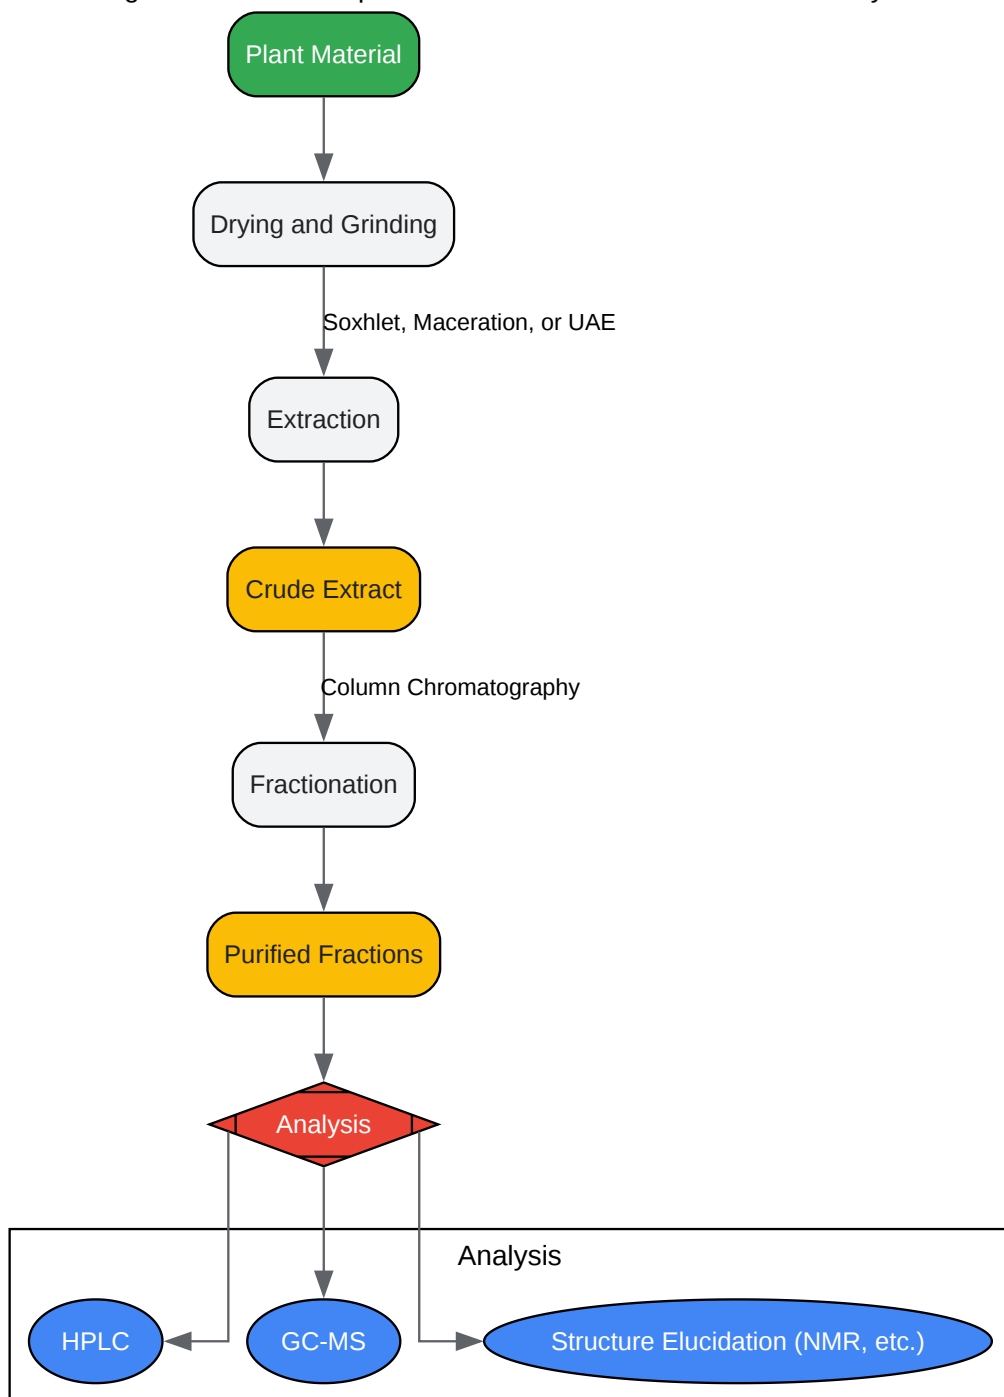 Plant Material
Drying and Grinding
Soxhlet, Maceration, or UAE
Extraction
Crude Extract
Column Chromatography
Fractionation
Purified Fractions
Analysis
Analysis
HPLC
GC-MS
Structure Elucidation (NMR, etc.)